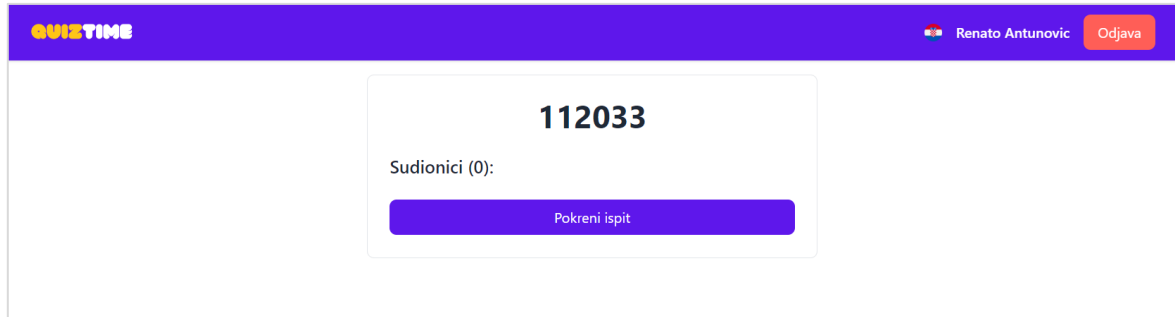 QUIZTIME
Renato Antunovic
Odjava
112033
Sudionici (0):
Pokreni ispit